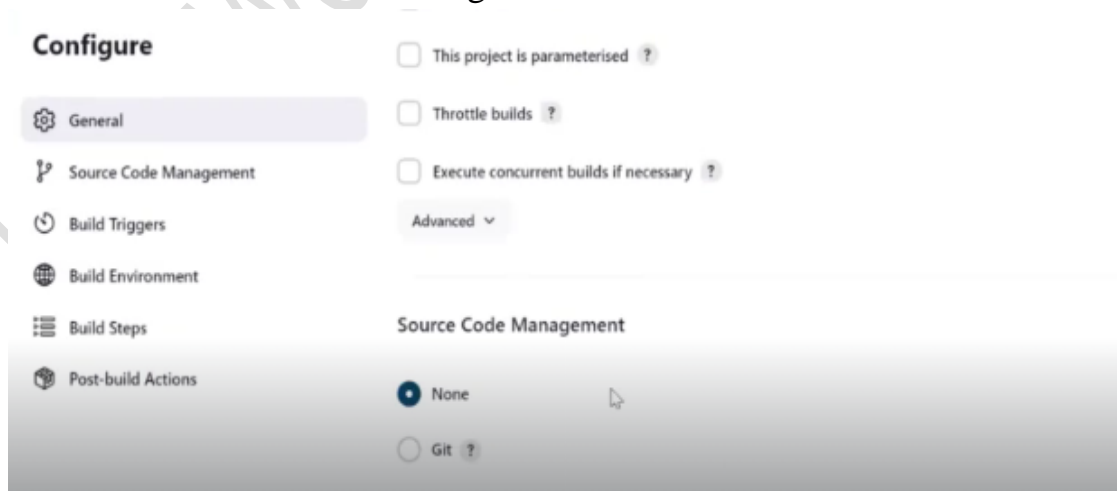 Configure
General
Source Code Management
Build Triggers
Build Environment
Build Steps
Post-build Actions
This project is parameterised ?
Throttle builds ?
Execute concurrent builds if necessary ?
Advanced
Source Code Management
None
Git ?